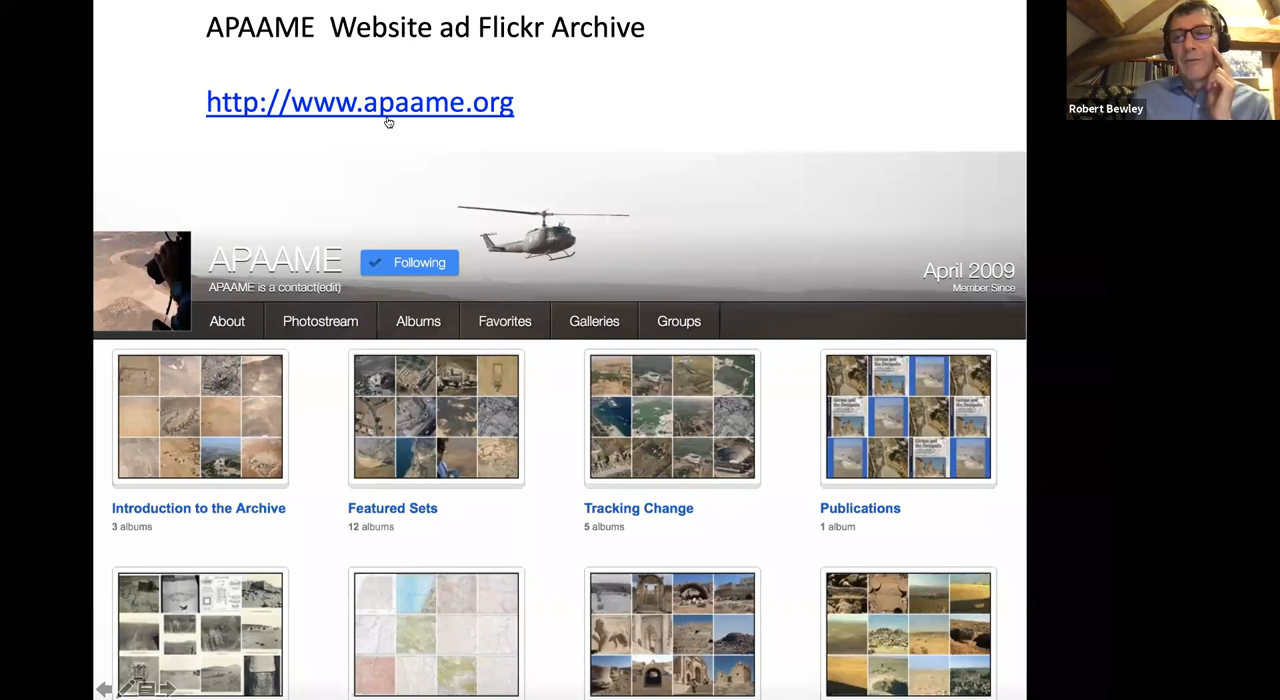 APAAME Website ad Flickr Archive
http://www.apaame.org
Robert Bewley
APAAME
Following
APAAME is a contact(edit)
April 2009
Member Since
About
Photostream
Albums
Favorites
Galleries
Groups
Introduction to the Archive
3 albums
Featured Sets
12 albums
Tracking Change
5 albums
Publications
1 album